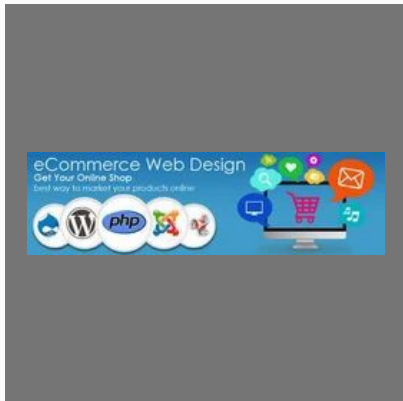 eCommerce Web Design
Get Your Online Shop
best way to market your products online
php